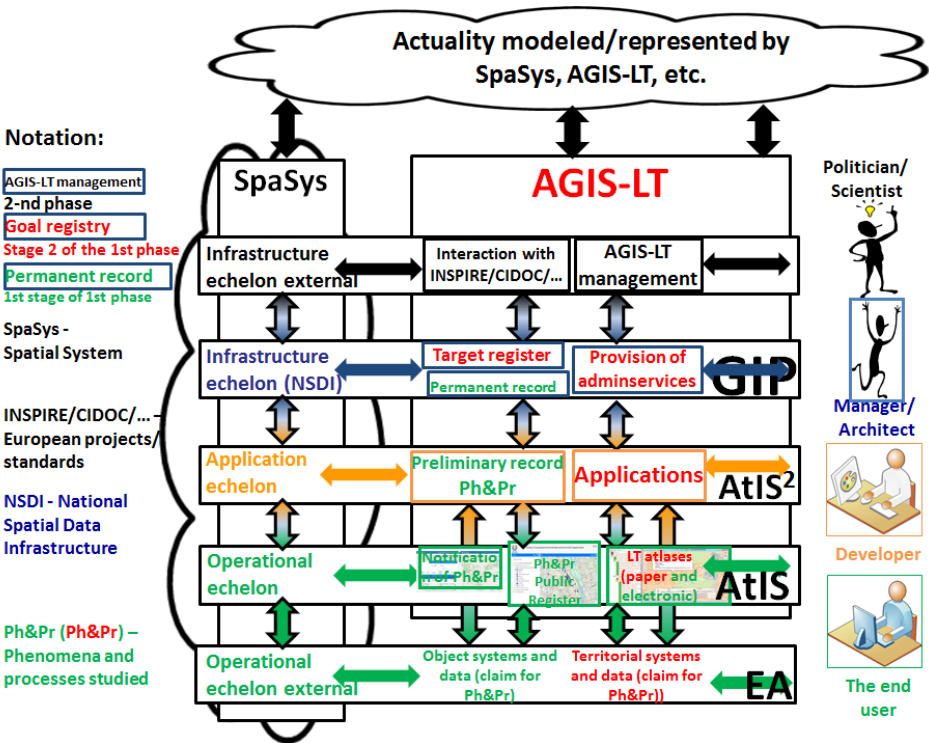 Actuality modeled/represented by
SpaSys, AGIS-LT, etc.
Notation:
AGIS-LT management
2-nd phase
Goal registry
Stage 2 of the 1st phase
Permanent record
1st stage of 1st phase
SpaSys -
Spatial System
INSPIRE/CIDOC/... –
European projects/
standards
NSDI - National
Spatial Data
Infrastructure
Ph&Pr (Ph&Pr) –
Phenomena and
processes studied
SpaSys
AGIS-LT
Infrastructure
echelon external
Interaction with
INSPIRE/CIDOC/...
AGIS-LT
management
Infrastructure
echelon (NSDI)
Target register
Permanent record
Provision of
adminservices
GIP
Application
echelon
Preliminary record
Ph&Pr
Applications
AtIS²
Operational
echelon
Notificatio
n of Ph&Pr
Ph&Pr
Public
Register
LT atlases
(paper and
electronic)
AtIS
Operational
echelon external
Object systems and
data (claim for
Ph&Pr)
Territorial systems
and data (claim for
Ph&Pr))
EA
Politician/
Scientist
Manager/
Architect
Developer
The end
user